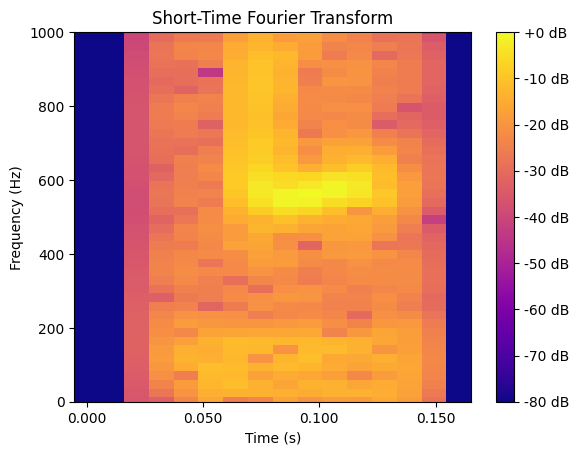 Short-Time Fourier Transform
1000
800
600
400
200
0
Frequency (Hz)
0.000
0.050
0.100
0.150
Time (s)
+0 dB
-10 dB
-20 dB
-30 dB
-40 dB
-50 dB
-60 dB
-70 dB
-80 dB